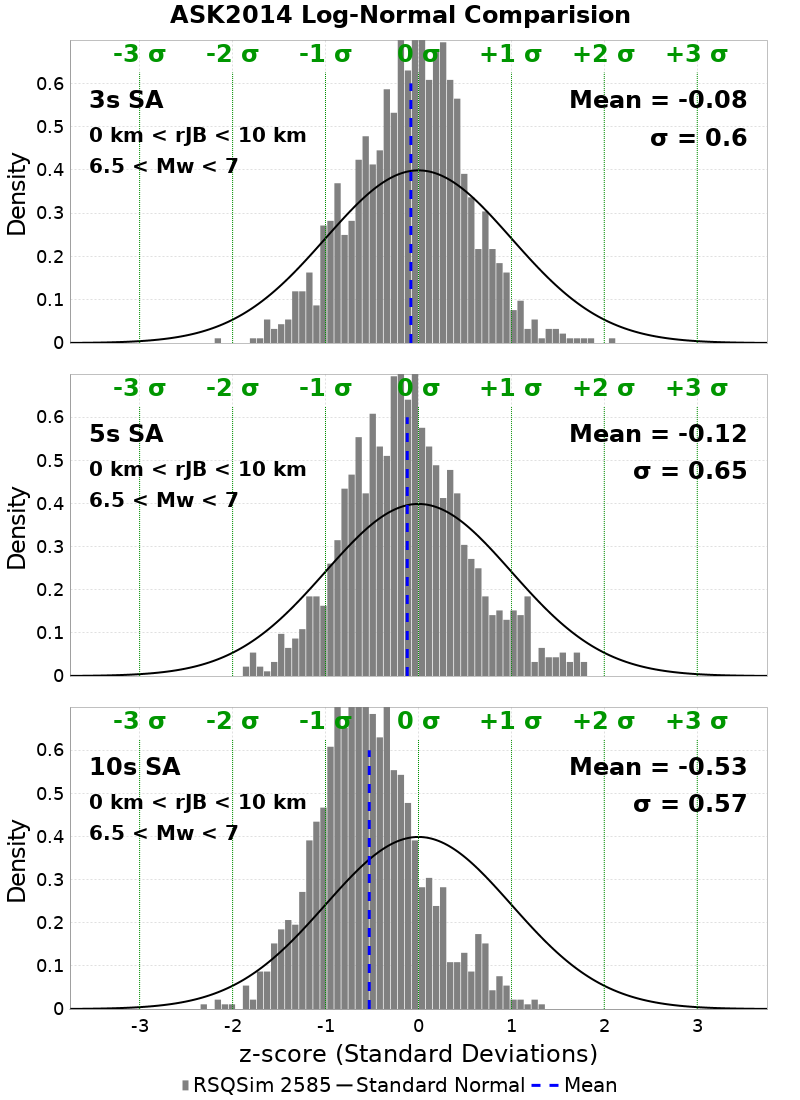 ASK2014 Log-Normal Comparision
-3 σ -2 σ -1 σ 0 σ +1 σ +2 σ +3 σ
3s SA
0 km < rJB < 10 km
6.5 < Mw < 7
Mean = -0.08
σ = 0.6
Density
0.6
0.5
0.4
0.3
0.2
0.1
0
-3 σ -2 σ -1 σ 0 σ +1 σ +2 σ +3 σ
5s SA
0 km < rJB < 10 km
6.5 < Mw < 7
Mean = -0.12
σ = 0.65
Density
0.6
0.5
0.4
0.3
0.2
0.1
0
-3 σ -2 σ -1 σ 0 σ +1 σ +2 σ +3 σ
10s SA
0 km < rJB < 10 km
6.5 < Mw < 7
Mean = -0.53
σ = 0.57
Density
0.6
0.5
0.4
0.3
0.2
0.1
0
-3 -2 -1 0 1 2 3
z-score (Standard Deviations)
RSQSim 2585 Standard Normal Mean